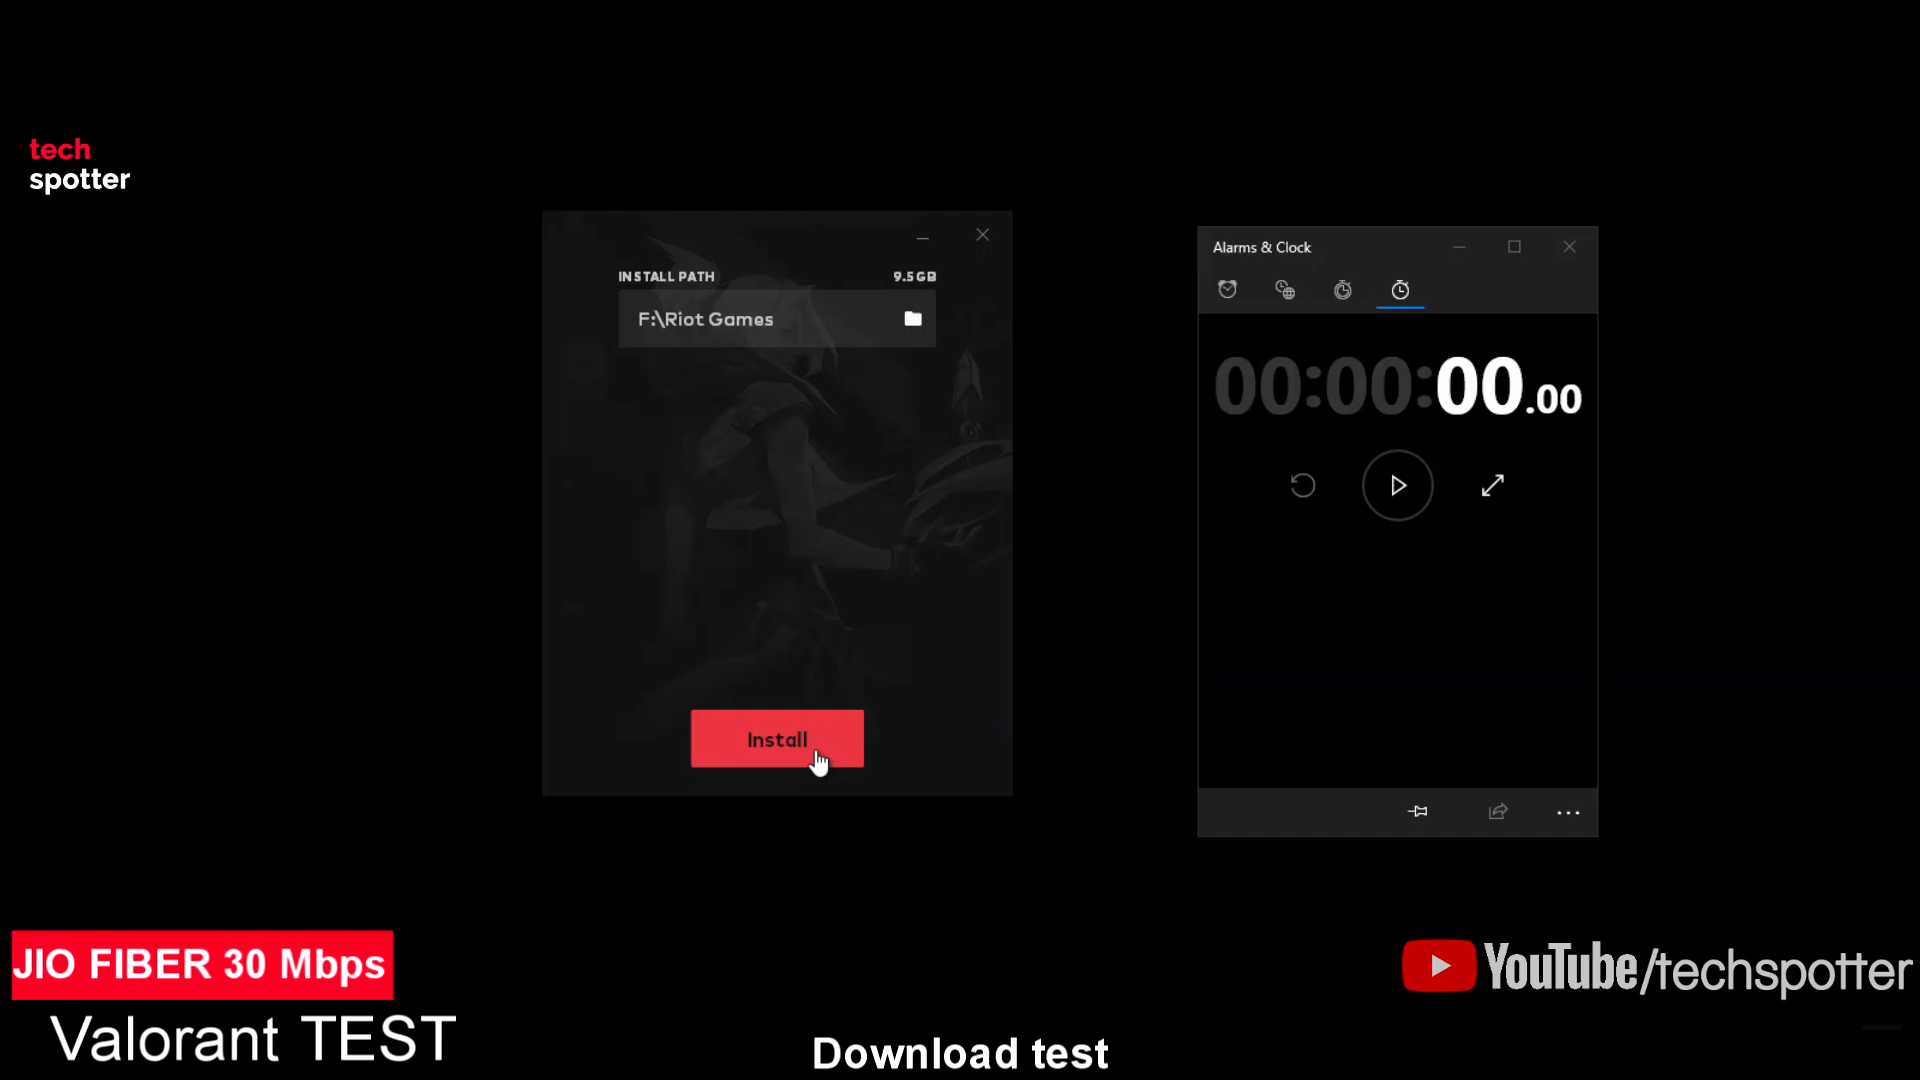 tech
spotter
INSTALL PATH 9.5GB
F:\Riot Games
Install
Alarms & Clock
00:00:00.00
JIO FIBER 30 Mbps
Valorant TEST
Download test
YouTube/techspotter